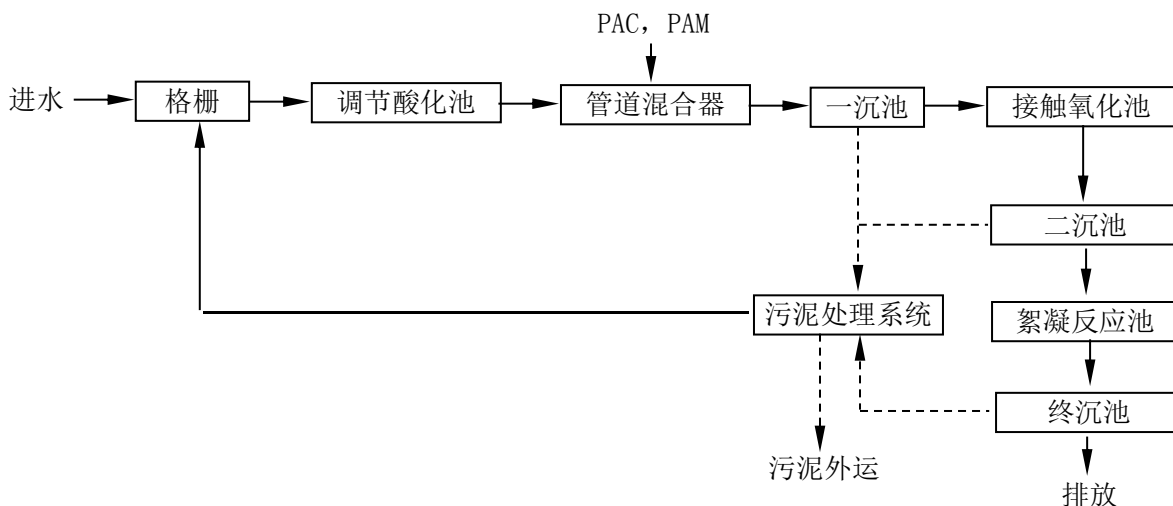 PAC，PAM
进水
格栅
调节酸化池
管道混合器
一沉池
接触氧化池
二沉池
污泥处理系统
絮凝反应池
终沉池
污泥外运
排放